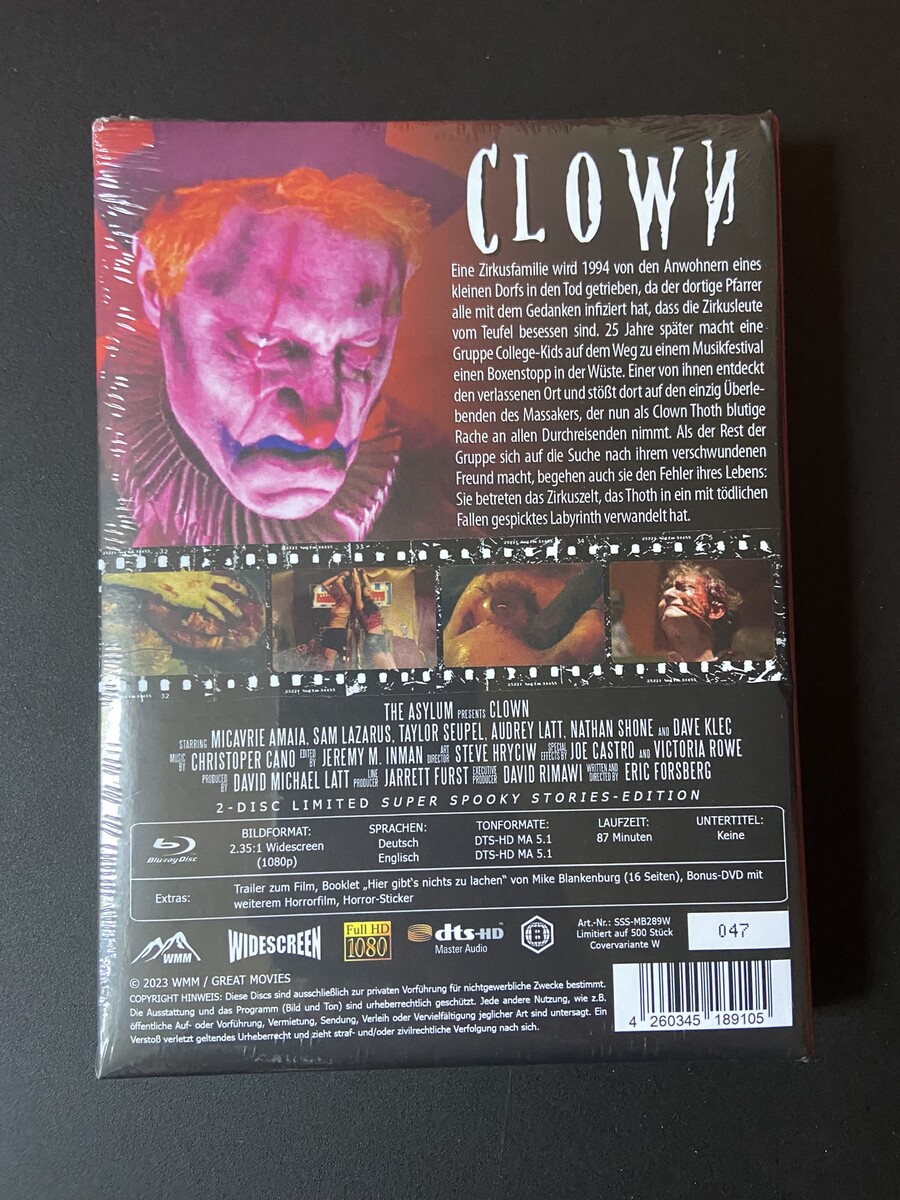 CLOWN
Eine Zirkusfamilie wird 1994 von den Anwohnern eines
kleinen Dorfs in den Tod getrieben, da der dortige Pfarrer
alle mit dem Gedanken infiziert hat, dass die Zirkusleute
vom Teufel besessen sind. 25 Jahre später macht eine
Gruppe College-Kids auf dem Weg zu einem Musikfestival
einen Boxenstopp in der Wüste. Einer von ihnen entdeckt
den verlassenen Ort und stößt dort auf den einzig Überle-
benden des Massakers, der nun als Clown Thoth blutige
Rache an allen Durchreisenden nimmt. Als der Rest der
Gruppe sich auf die Suche nach ihrem verschwundenen
Freund macht, begehen auch sie den Fehler ihres Lebens:
Sie betreten das Zirkuszelt, das Thoth in ein mit tödlichen
Fallen gespicktes Labyrinth verwandelt hat.
32 33 34
32
THE ASYLUM PRESENTS CLOWN
STARRING MICAVRIE AMAIA, SAM LAZARUS, TAYLOR SEUPEL, AUDREY LATT, NATHAN SHONE AND DAVE KLEC
MUSIC BY CHRISTOPER CANO EDITED BY JEREMY M. INMAN ART DIRECTOR STEVE HRYCIW SPECIAL EFFECTS BY JOE CASTRO AND VICTORIA ROWE
PRODUCED BY DAVID MICHAEL LATT LINE PRODUCER JARRETT FURST EXECUTIVE PRODUCER DAVID RIMAWI WRITTEN AND DIRECTED BY ERIC FORSBERG
2-DISC LIMITED SUPER SPOOKY STORIES-EDITION
Blu-ray Disc
BILDFORMAT:
2.35:1 Widescreen
(1080p)
SPRACHEN:
Deutsch
Englisch
TONFORMATE:
DTS-HD MA 5.1
DTS-HD MA 5.1
LAUFZEIT:
87 Minuten
UNTERTITEL:
Keine
Extras:
Trailer zum Film, Booklet „Hier gibt's nichts zu lachen" von Mike Blankenburg (16 Seiten), Bonus-DVD mit
weiterem Horrorfilm, Horror-Sticker
WMM
WIDESCREEN
Full HD
1080
dts-HD
Master Audio
B
Art.-Nr.: SSS-MB289W
Limitiert auf 500 Stück
Covervariante W
047
© 2023 WMM / GREAT MOVIES
COPYRIGHT HINWEIS: Diese Discs sind ausschließlich zur privaten Vorführung für nichtgewerbliche Zwecke bestimmt.
Die Ausstattung und das Programm (Bild und Ton) sind urheberrechtlich geschützt. Jede andere Nutzung, wie z.B.
öffentliche Auf- oder Vorführung, Vermietung, Sendung, Verleih oder Vervielfältigung jeglicher Art sind untersagt. Ein
Verstoß verletzt geltendes Urheberrecht und zieht straf- und/oder zivilrechtliche Verfolgung nach sich.
4 260345 189105